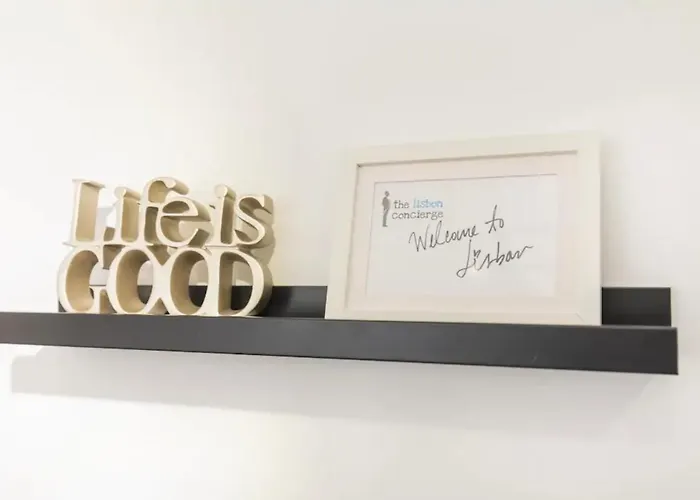 Life is
GOOD
the lisbon
concierge
Welcome to
Lisbon